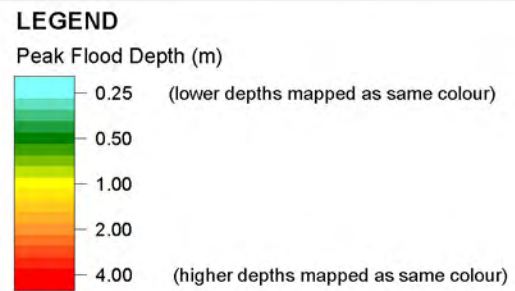 LEGEND
Peak Flood Depth (m)
0.25 (lower depths mapped as same colour)
0.50
1.00
2.00
4.00 (higher depths mapped as same colour)